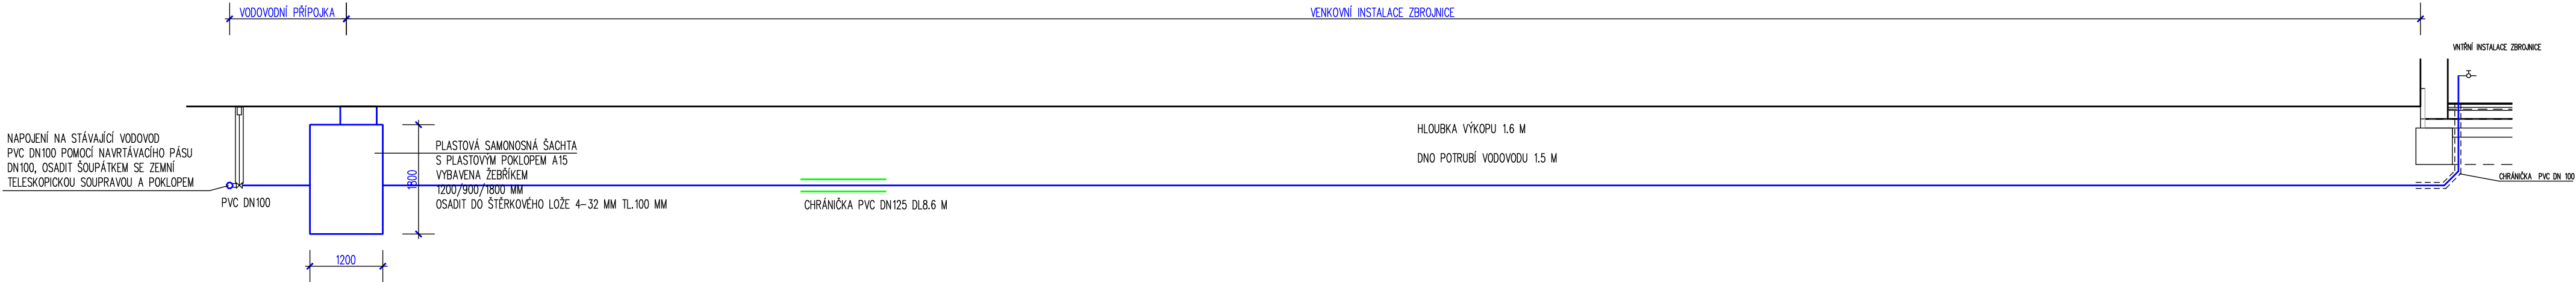 VODOVODNÍ PŘÍPOJKA
VENKOVNÍ INSTALACE ZBROJNICE
VNTŘNÍ INSTALACE ZBROJNICE
NAPOJENÍ NA STÁVAJÍCÍ VODOVOD
PVC DN100 POMOCÍ NAVRTÁVACÍHO PÁSU
DN100, OSADIT ŠOUPÁTKEM SE ZEMNÍ
TELESKOPICKOU SOUPRAVOU A POKLOPEM
PVC DN100
1800
1200
PLASTOVÁ SAMONOSNÁ ŠACHTA
S PLASTOVÝM POKLOPEM A15
VYBAVENA ŽEBŘÍKEM
1200/900/1800 MM
OSADIT DO ŠTĚRKOVÉHO LOŽE 4-32 MM TL.100 MM
CHRÁNIČKA PVC DN125 DL8.6 M
HLOUBKA VÝKOPU 1.6 M
DNO POTRUBÍ VODOVODU 1.5 M
CHRÁNIČKA PVC DN 100